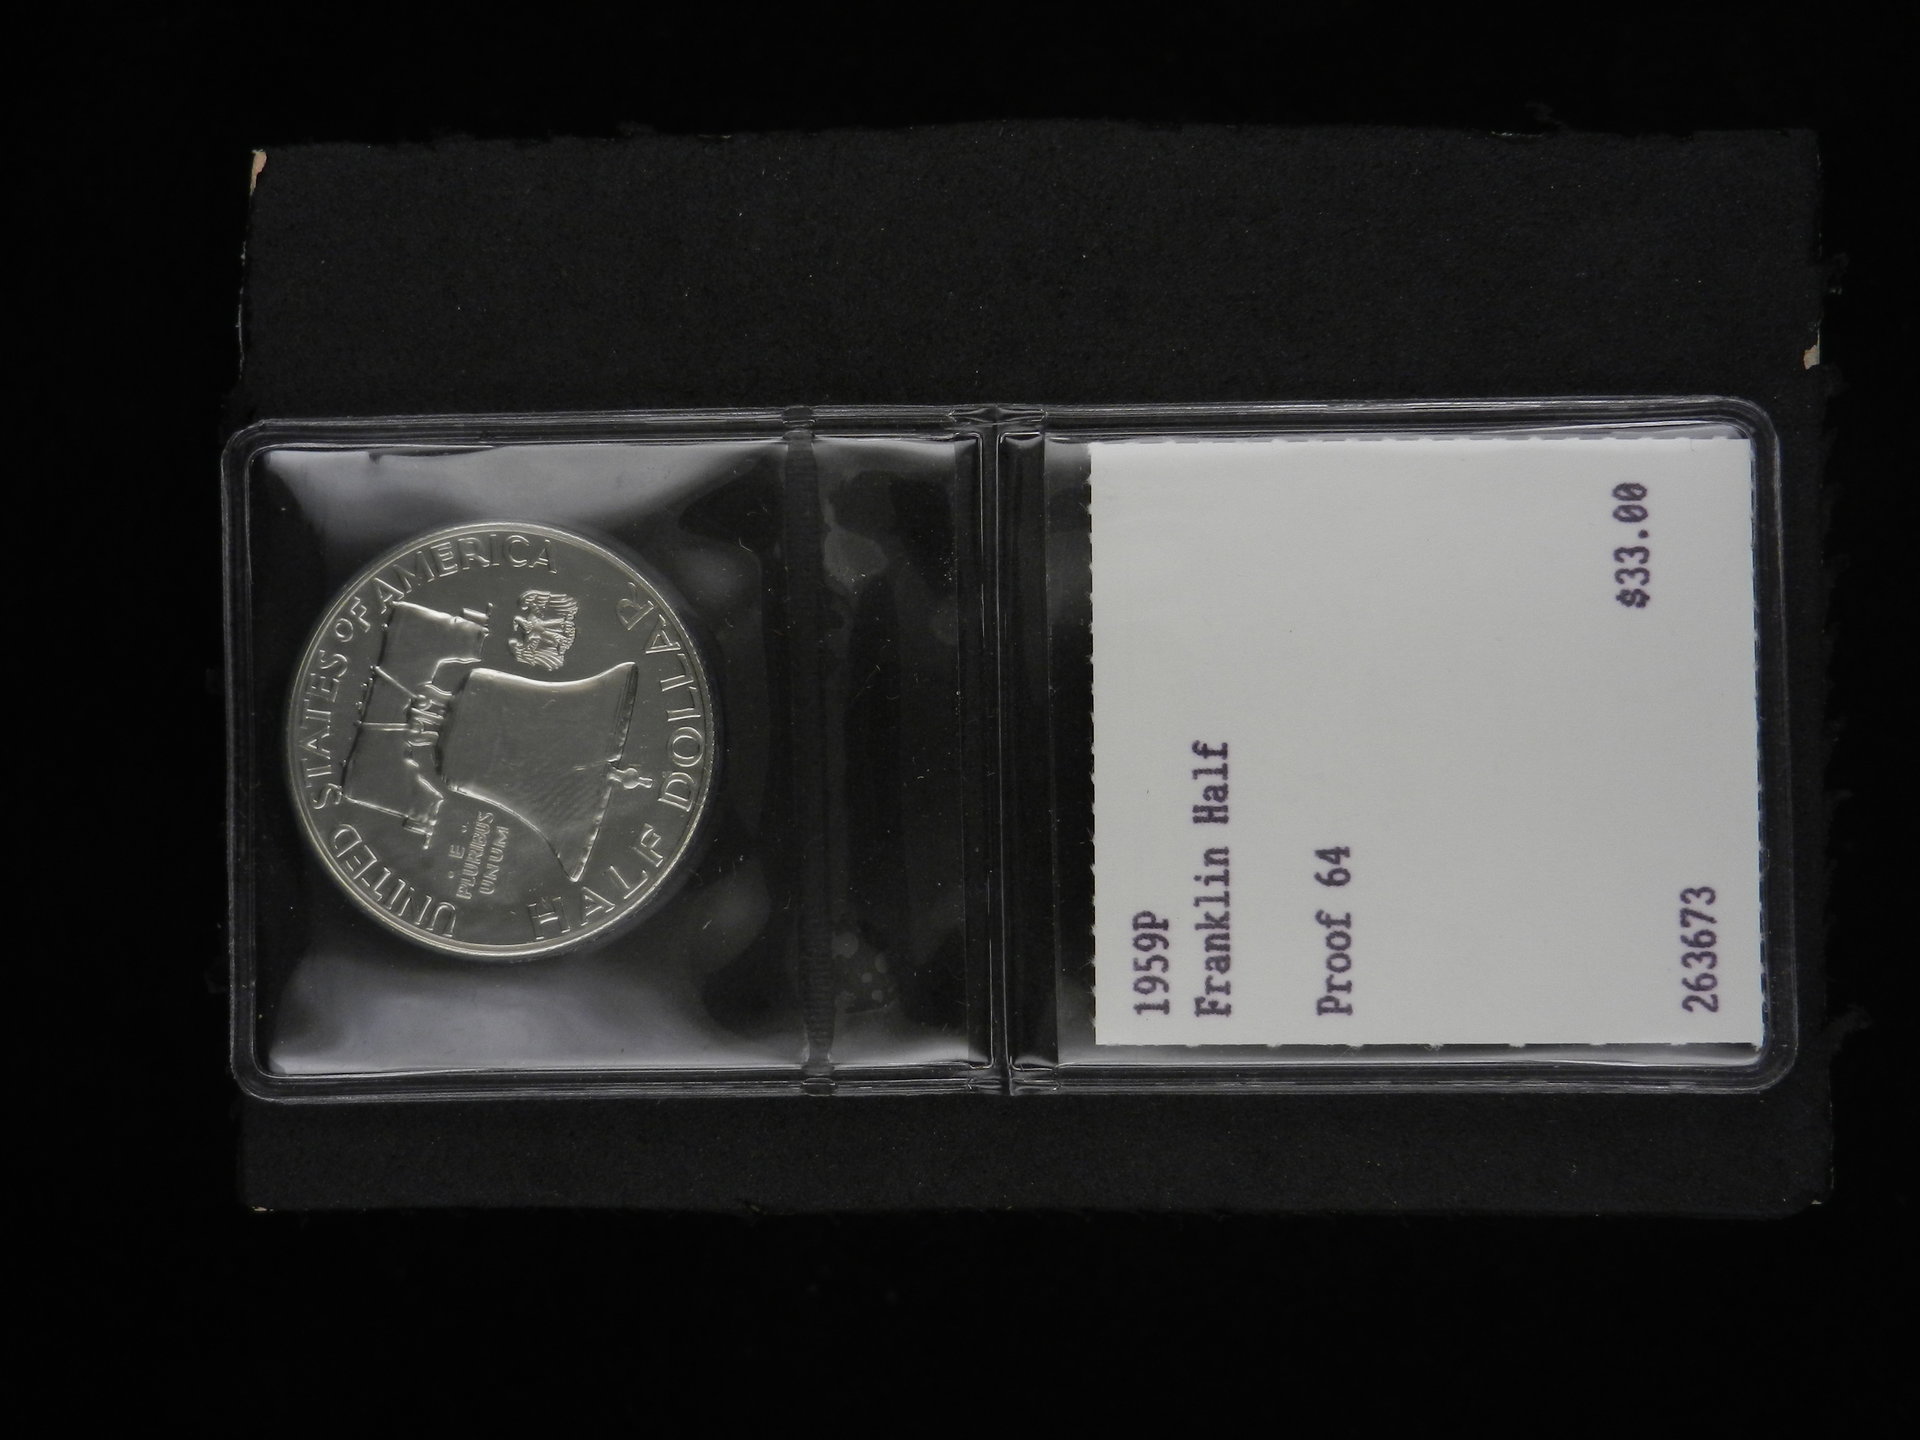 UNITED STATES OF AMERICA
E
PLURIBUS
UNUM
HALF DOLLAR
1959P
Franklin Half
Proof 64
$33.00
263673